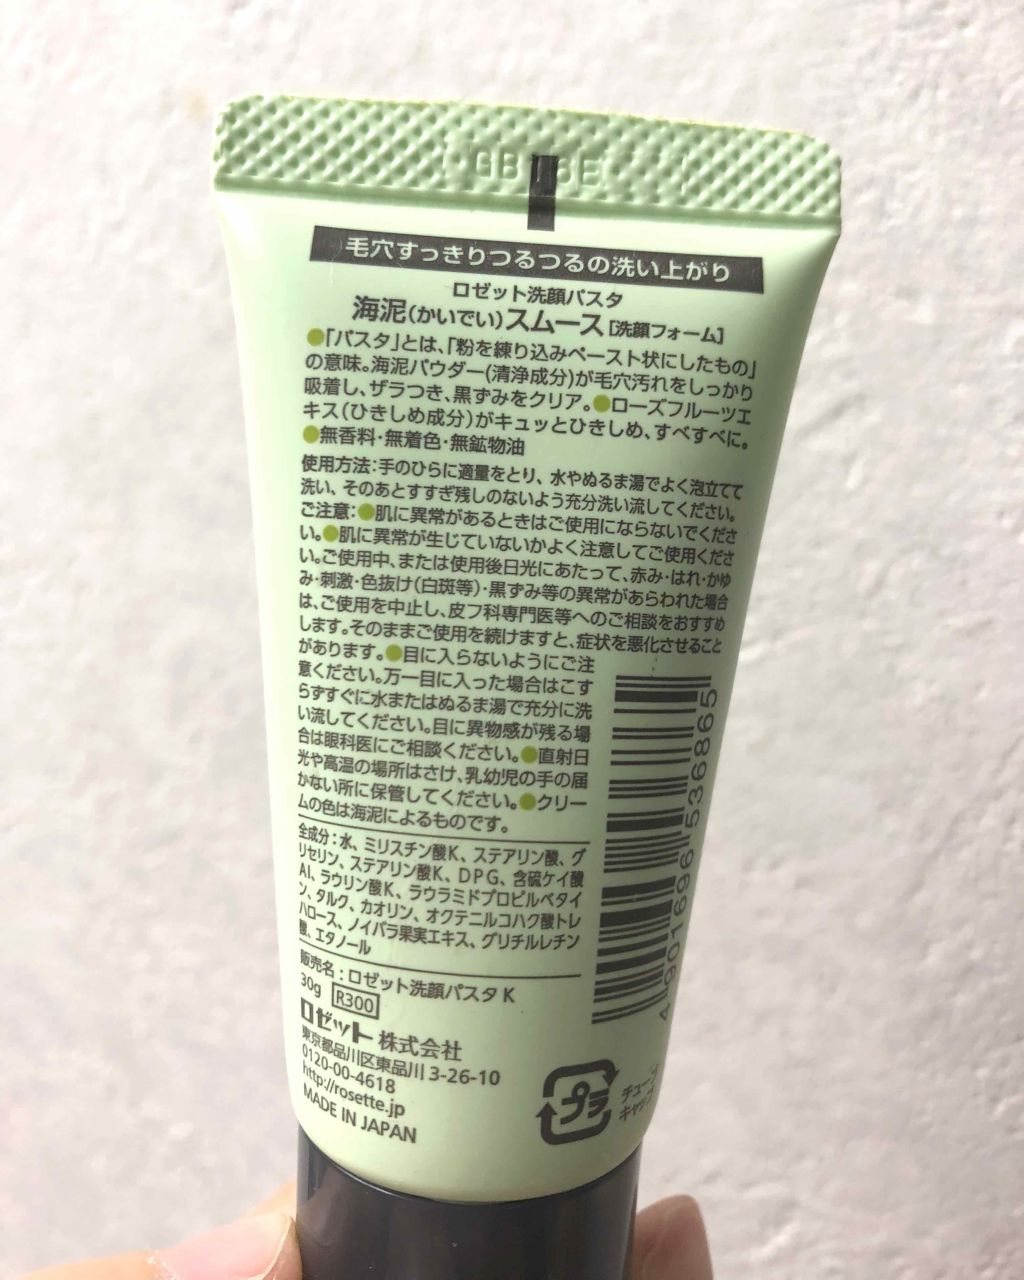 毛穴すっきりつるつるの洗い上がり
ロゼット洗顔パスタ
海泥(かいでい)スムース[洗顔フォーム]
●「パスタ」とは、「粉を練り込みペースト状にしたもの」
の意味。海泥パウダー(清浄成分)が毛穴汚れをしっかり
吸着し、ザラつき、黒ずみをクリア。●ローズフルーツエ
キス(ひきしめ成分)がキュッとひきしめ、すべすべに。
●無香料・無着色・無鉱物油
使用方法:手のひらに適量をとり、水やぬるま湯でよく泡立てて
洗い、そのあとすすぎ残しのないよう充分洗い流してください。
ご注意:●肌に異常があるときはご使用にならないでくださ
い。●肌に異常が生じていないかよく注意してご使用くださ
い。ご使用中、または使用後日光にあたって、赤み・はれ・かゆ
み・刺激・色抜け(白斑等)・黒ずみ等の異常があらわれた場合
は、ご使用を中止し、皮フ科専門医等へのご相談をおすすめ
します。そのままご使用を続けますと、症状を悪化させること
があります。●目に入らないようにご注
意ください。万一目に入った場合はこす
らずすぐに水またはぬるま湯で充分に洗
い流してください。目に異物感が残る場
合は眼科医にご相談ください。●直射日
光や高温の場所はさけ、乳幼児の手の届
かない所に保管してください。●クリー
ムの色は海泥によるものです。
全成分:水、ミリスチン酸K、ステアリン酸、グ
リセリン、ステアリン酸K、DPG、含硫ケイ酸
Al、ラウリン酸K、ラウラミドプロピルベタイ
ン、タルク、カオリン、オクテニルコハク酸トレ
ハロース、ノイバラ果実エキス、グリチルレチン
酸、エタノール
販売名:ロゼット洗顔パスタK
30g R300
ロゼット株式会社
東京都品川区東品川3-26-10
0120-00-4618
http://rosette.jp
MADE IN JAPAN
4 901696 536865
プラ
チューブ
キャップ